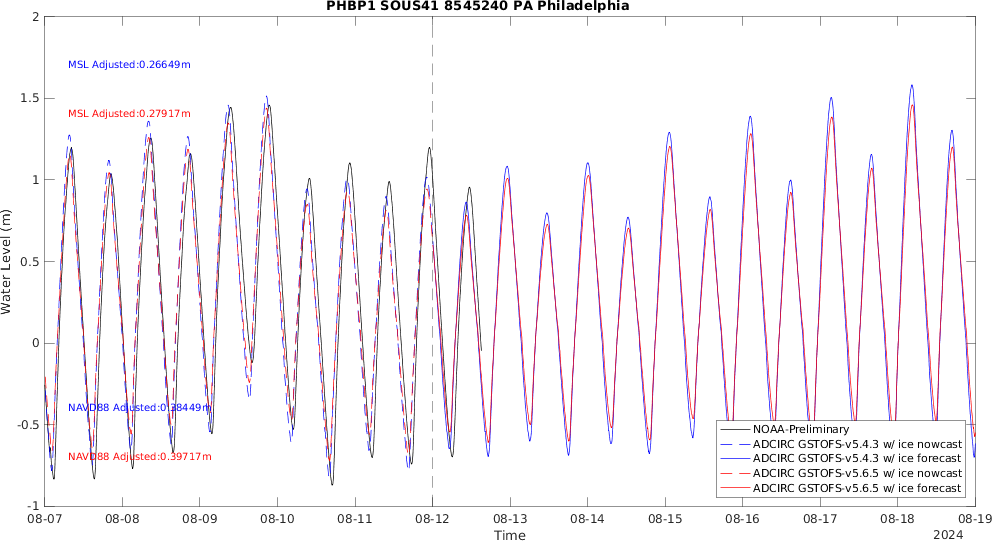 PHBP1 SOUS41 8545240 PA Philadelphia
2
MSL Adjusted:0.26649m
1.5
MSL Adjusted:0.27917m
1
0.5
Water Level (m)
0
NAVD88 Adjusted:0.38449m
-0.5
NAVD88 Adjusted:0.39717m
NOAA-Preliminary
ADCIRC GSTOFS-v5.4.3 w/ ice nowcast
ADCIRC GSTOFS-v5.4.3 w/ ice forecast
ADCIRC GSTOFS-v5.6.5 w/ ice nowcast
ADCIRC GSTOFS-v5.6.5 w/ ice forecast
-1
08-07 08-08 08-09 08-10 08-11 08-12 08-13 08-14 08-15 08-16 08-17 08-18 08-19
Time
2024